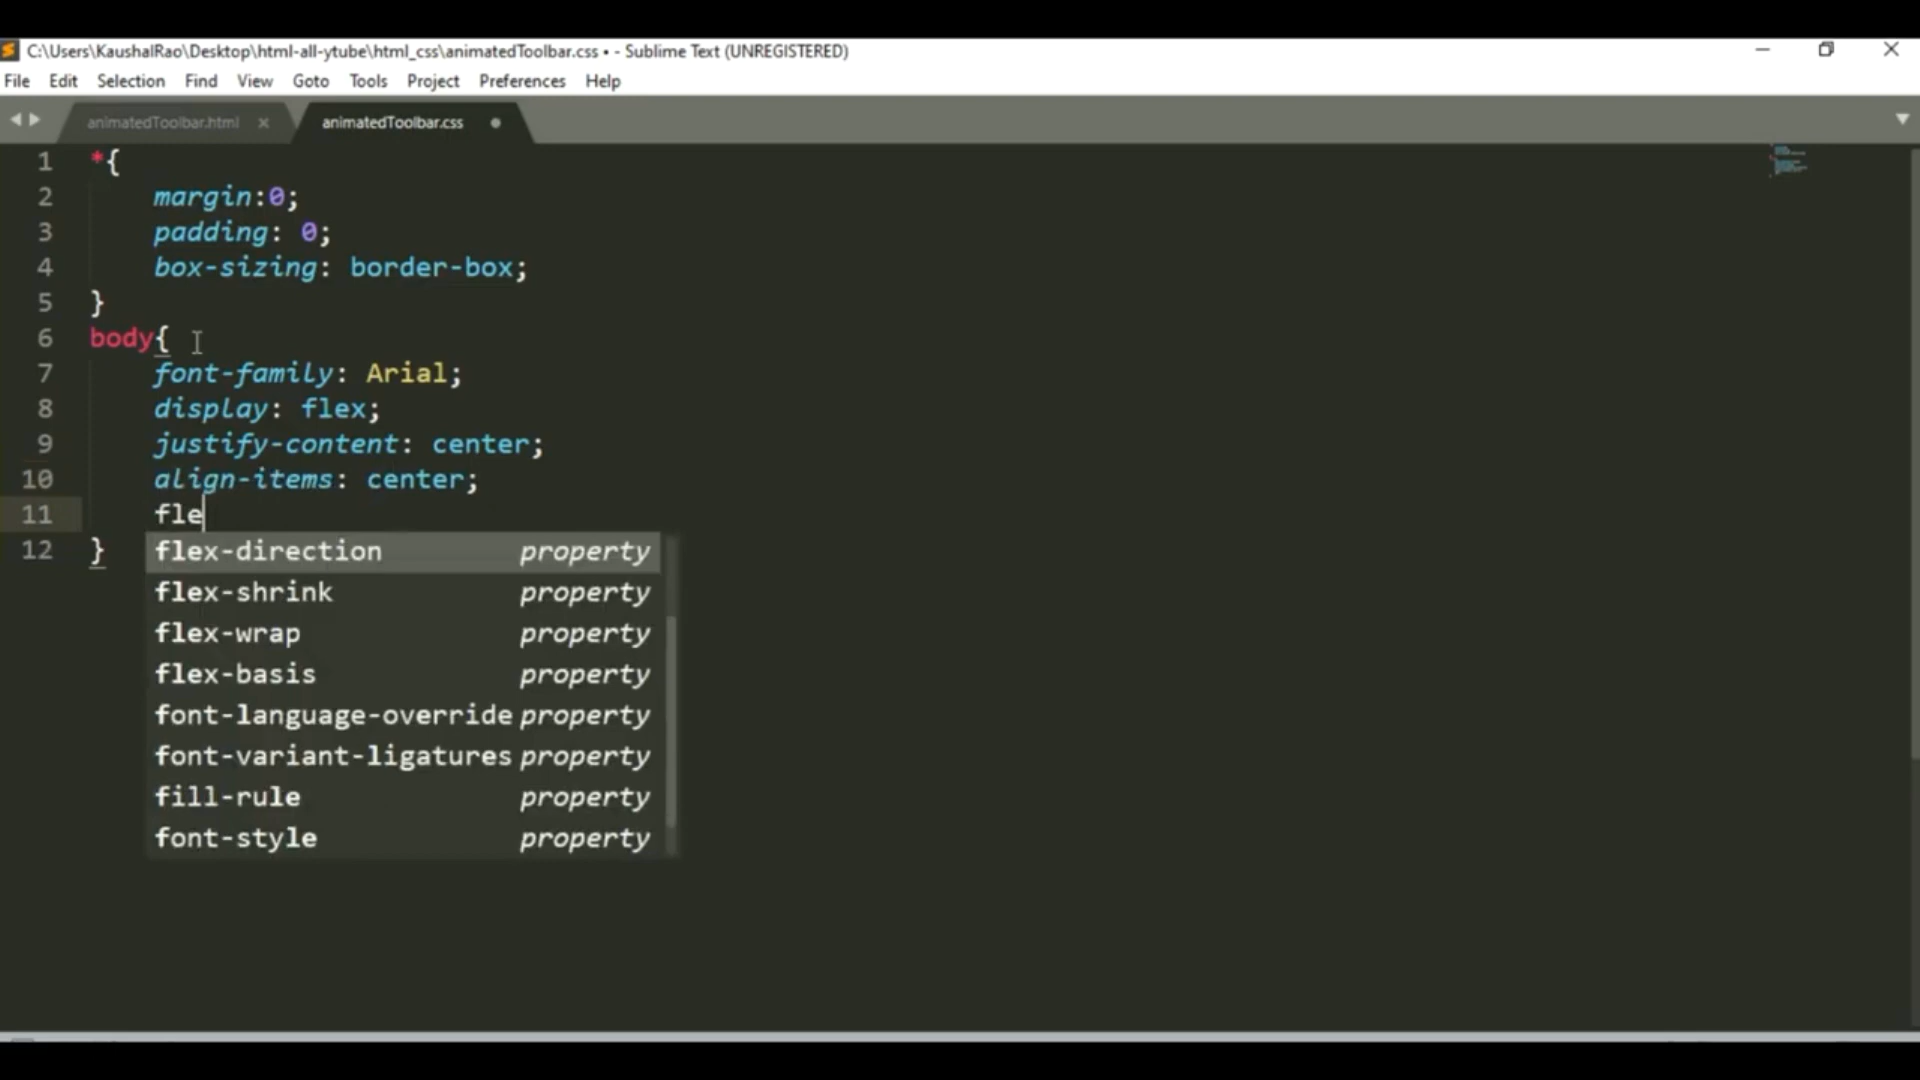 C:\Users\KaushalRao\Desktop\html-all-ytube\html_css\animatedToolbar.css • - Sublime Text (UNREGISTERED)
File Edit Selection Find View Goto Tools Project Preferences Help
animatedToolbar.html × animatedToolbar.css
1 *{
2 margin:0;
3 padding: 0;
4 box-sizing: border-box;
5 }
6 body{
7 font-family: Arial;
8 display: flex;
9 justify-content: center;
10 align-items: center;
11 fle
12 }
flex-direction property
flex-shrink property
flex-wrap property
flex-basis property
font-language-override property
font-variant-ligatures property
fill-rule property
font-style property